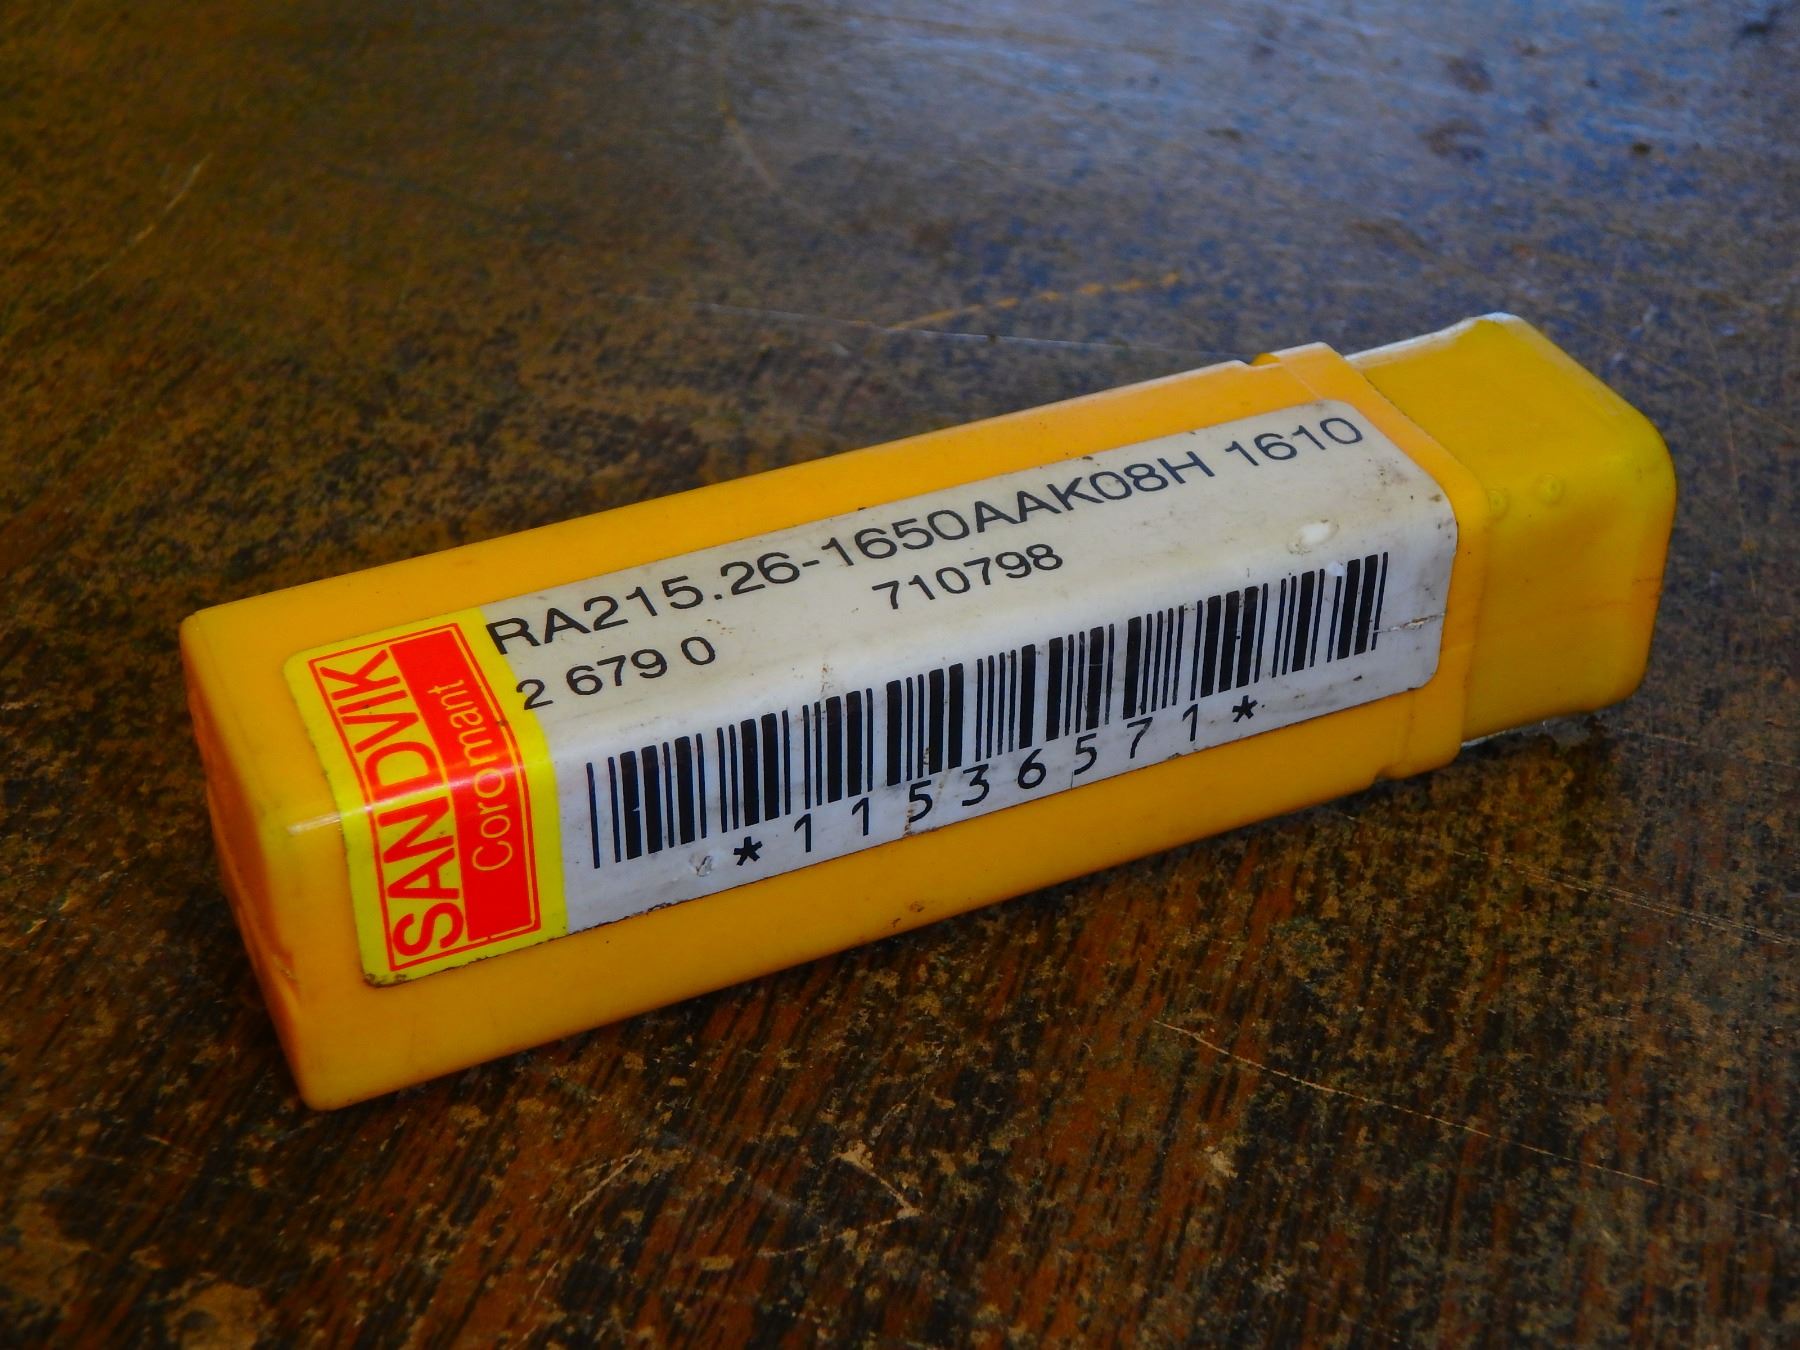 SANDVIK
Coromant
RA215.26-1650AAK08H 1610
2 679 0 710798
*11536571*